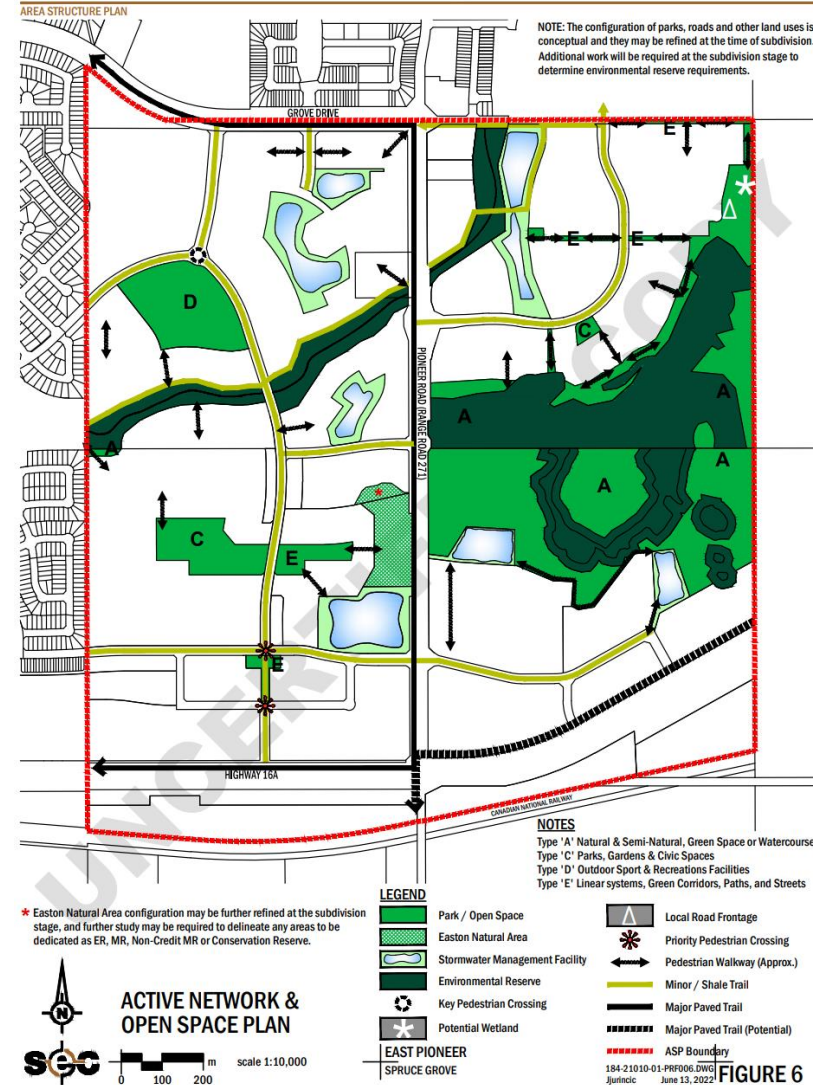 AREA STRUCTURE PLAN
NOTE: The configuration of parks, roads and other land uses is
conceptual and they may be refined at the time of subdivision.
Additional work will be required at the subdivision stage to
determine environmental reserve requirements.
GROVE DRIVE
E
D
E
E
C
PIONEER ROAD (RANGE ROAD 271)
A
A
A
A
A
C
E
E
HIGHWAY 16A
CANADIAN NATIONAL RAILWAY
COPY
NOTES
Type 'A' Natural & Semi-Natural, Green Space or Watercourse
Type 'C' Parks, Gardens & Civic Spaces
Type 'D' Outdoor Sport & Recreations Facilities
Type 'E' Linear systems, Green Corridors, Paths, and Streets
* Easton Natural Area configuration may be further refined at the subdivision
stage, and further study may be required to delineate any areas to be
dedicated as ER, MR, Non-Credit MR or Conservation Reserve.
LEGEND
Park / Open Space
Easton Natural Area
Stormwater Management Facility
Environmental Reserve
Key Pedestrian Crossing
Potential Wetland
Local Road Frontage
Priority Pedestrian Crossing
Pedestrian Walkway (Approx.)
Minor / Shale Trail
Major Paved Trail
Major Paved Trail (Potential)
ASP Boundary
N
ACTIVE NETWORK &
OPEN SPACE PLAN
sec
0 100 200 m
scale 1:10,000
EAST PIONEER
SPRUCE GROVE
184-21010-01-PRF006.DWG
Jjurincic June 13, 2022
FIGURE 6